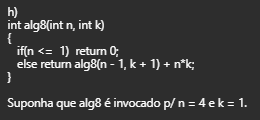 h)
int alg8(int n, int k)
{
if(n <= 1) return 0;
else return alg8(n - 1, k + 1) + n*k;
}
Suponha que alg8 é invocado p/ n = 4 e k = 1.